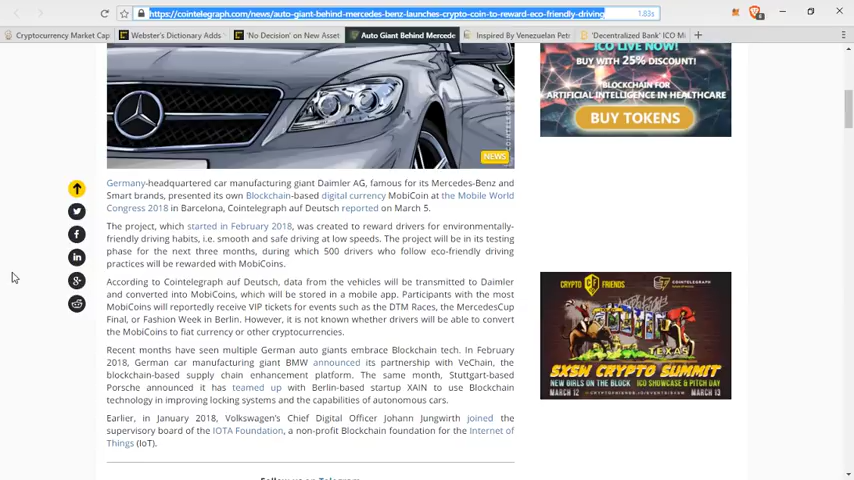 https://cointelegraph.com/news/auto-giant-behind-mercedes-benz-launches-crypto-coin-to-reward-eco-friendly-driving
1.83s
6
Cryptocurrency Market Cap
Webster's Dictionary Adds
'No Decision' on New Asset
Auto Giant Behind Mercede
Inspired By Venezuelan Petr
'Decentralized Bank' ICO M
NEWS
ICO LIVE NOW!
BUY WITH 25% DISCOUNT!
BLOCKCHAIN FOR
ARTIFICIAL INTELLIGENCE IN HEALTHCARE
BUY TOKENS
Germany-headquartered car manufacturing giant Daimler AG, famous for its Mercedes-Benz and
Smart brands, presented its own Blockchain-based digital currency MobiCoin at the Mobile World
Congress 2018 in Barcelona, Cointelegraph auf Deutsch reported on March 5.
The project, which started in February 2018, was created to reward drivers for environmentally-
friendly driving habits, i.e. smooth and safe driving at low speeds. The project will be in its testing
phase for the next three months, during which 500 drivers who follow eco-friendly driving
practices will be rewarded with MobiCoins.
According to Cointelegraph auf Deutsch, data from the vehicles will be transmitted to Daimler
and converted into MobiCoins, which will be stored in a mobile app. Participants with the most
MobiCoins will reportedly receive VIP tickets for events such as the DTM Races, the MercedesCup
Final, or Fashion Week in Berlin. However, it is not known whether drivers will be able to convert
the MobiCoins to fiat currency or other cryptocurrencies.
Recent months have seen multiple German auto giants embrace Blockchain tech. In February
2018, German car manufacturing giant BMW announced its partnership with VeChain, the
blockchain-based supply chain enhancement platform. The same month, Stuttgart-based
Porsche announced it has teamed up with Berlin-based startup XAIN to use Blockchain
technology in improving locking systems and the capabilities of autonomous cars.
Earlier, in January 2018, Volkswagen's Chief Digital Officer Johann Jungwirth joined the
supervisory board of the IOTA Foundation, a non-profit Blockchain foundation for the Internet of
Things (IoT).
CRYPTO FRIENDS
COINTELEGRAPH
TEXAS
SXSW CRYPTO SUMMIT
NEW GIRLS ON THE BLOCK ICO SHOWCASE & PITCH DAY
MARCH 12
MARCH 13
Follow us on Telegram